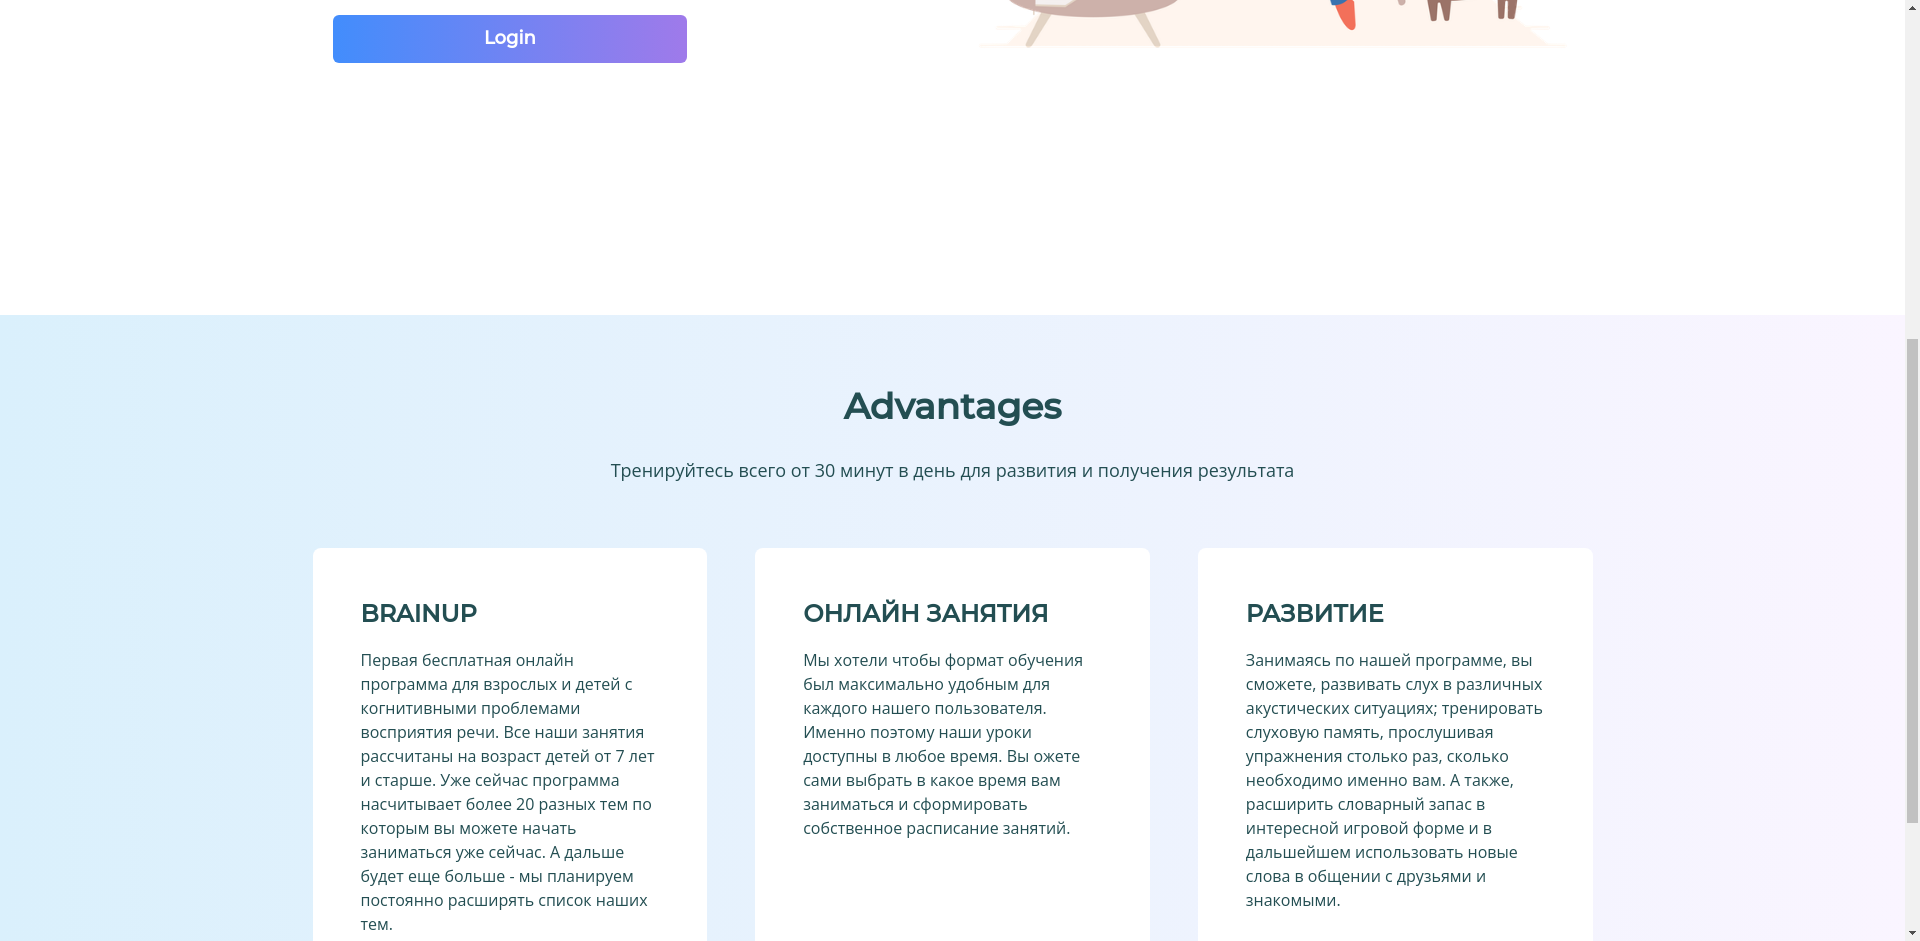 Login
Advantages
Тренируйтесь всего от 30 минут в день для развития и получения результата
BRAINUP
Первая бесплатная онлайн
программа для взрослых и детей с
когнитивными проблемами
восприятия речи. Все наши занятия
рассчитаны на возраст детей от 7 лет
и старше. Уже сейчас программа
насчитывает более 20 разных тем по
которым вы можете начать
заниматься уже сейчас. А дальше
будет еще больше - мы планируем
постоянно расширять список наших
тем.
ОНЛАЙН ЗАНЯТИЯ
Мы хотели чтобы формат обучения
был максимально удобным для
каждого нашего пользователя.
Именно поэтому наши уроки
доступны в любое время. Вы ожете
сами выбрать в какое время вам
заниматься и сформировать
собственное расписание занятий.
РАЗВИТИЕ
Занимаясь по нашей программе, вы
сможете, развивать слух в различных
акустических ситуациях; тренировать
слуховую память, прослушивая
упражнения столько раз, сколько
необходимо именно вам. А также,
расширить словарный запас в
интересной игровой форме и в
дальшейшем использовать новые
слова в общении с друзьями и
знакомыми.